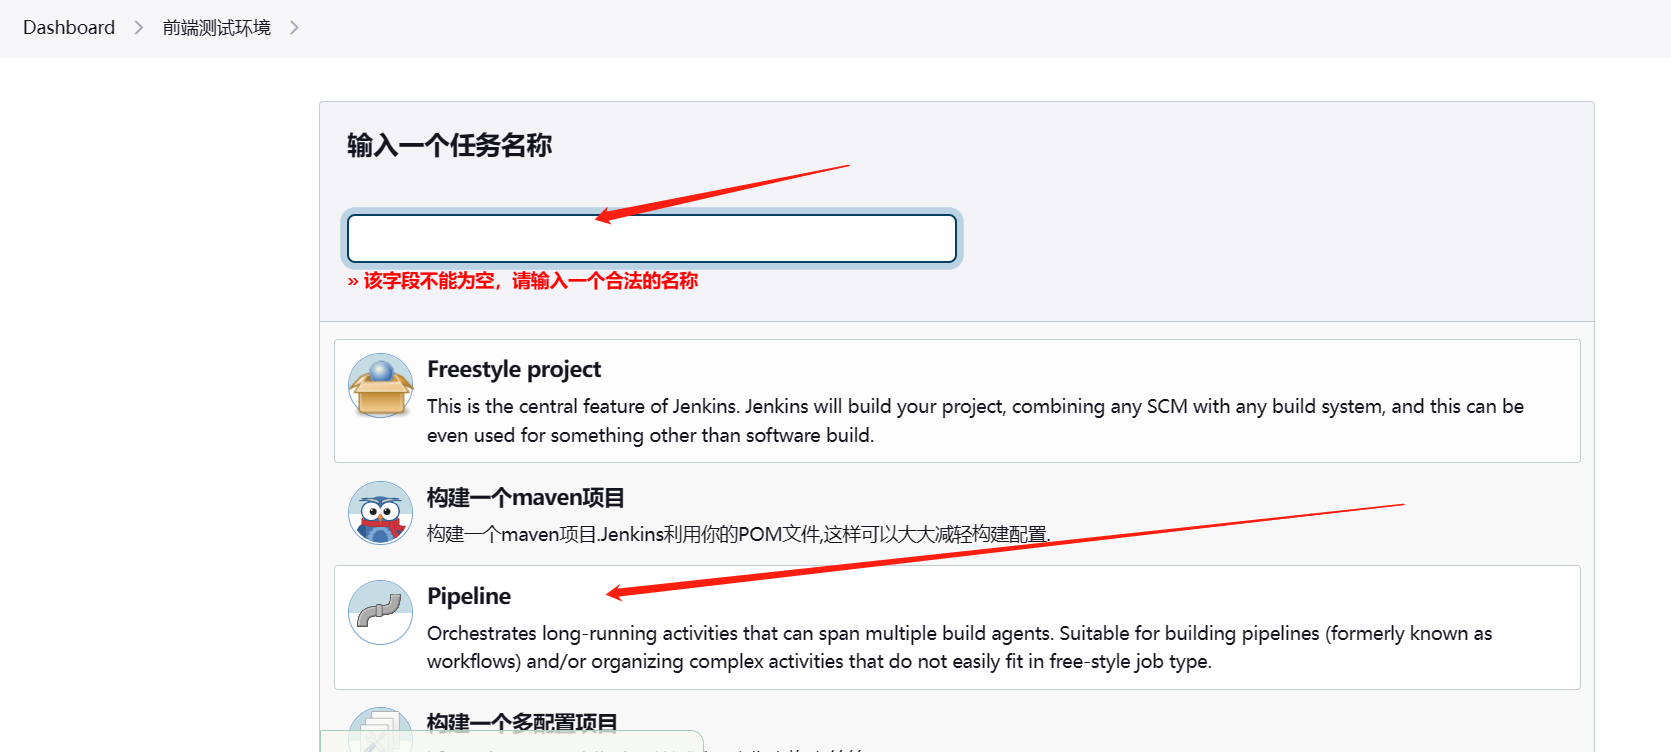 Dashboard > 前端测试环境 >
输入一个任务名称
» 该字段不能为空，请输入一个合法的名称
Freestyle project
This is the central feature of Jenkins. Jenkins will build your project, combining any SCM with any build system, and this can be
even used for something other than software build.
构建一个maven项目
构建一个maven项目.Jenkins利用你的POM文件,这样可以大大减轻构建配置.
Pipeline
Orchestrates long-running activities that can span multiple build agents. Suitable for building pipelines (formerly known as
workflows) and/or organizing complex activities that do not easily fit in free-style job type.
构建一个多配置项目